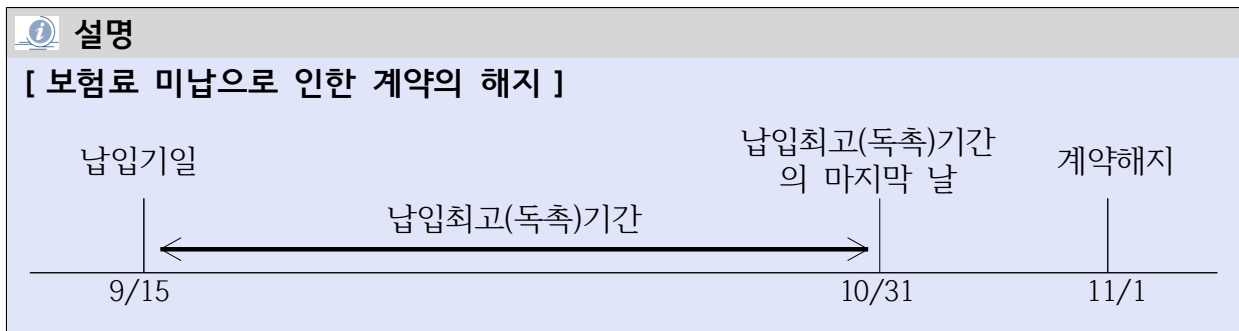 설명
[ 보험료 미납으로 인한 계약의 해지 ]
납입기일
납입최고(독촉)기간
의 마지막 날
계약해지
납입최고(독촉)기간
9/15
10/31
11/1